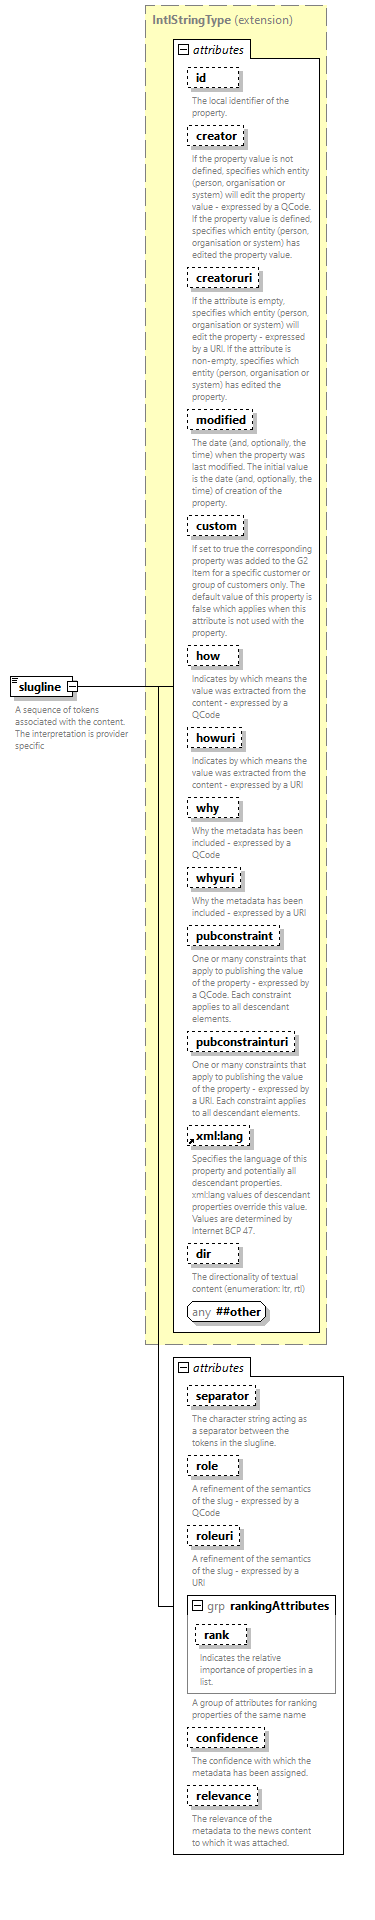 IntlStringType (extension)
attributes
id
The local identifier of the
property.
creator
If the property value is not
defined, specifies which entity
(person, organisation or
system) will edit the property
value - expressed by a QCode.
If the property value is defined,
specifies which entity (person,
organisation or system) has
edited the property value.
creatoruri
If the attribute is empty,
specifies which entity (person,
organisation or system) will
edit the property - expressed
by a URI. If the attribute is
non-empty, specifies which
entity (person, organisation or
system) has edited the
property.
modified
The date (and, optionally, the
time) when the property was
last modified. The initial value
is the date (and, optionally, the
time) of creation of the
property.
custom
If set to true the corresponding
property was added to the G2
Item for a specific customer or
group of customers only. The
default value of this property is
false which applies when this
attribute is not used with the
property.
how
Indicates by which means the
value was extracted from the
content - expressed by a
QCode
slugline
A sequence of tokens
associated with the content.
The interpretation is provider
specific
howuri
Indicates by which means the
value was extracted from the
content - expressed by a URI
why
Why the metadata has been
included - expressed by a
QCode
whyuri
Why the metadata has been
included - expressed by a URI
pubconstraint
One or many constraints that
apply to publishing the value
of the property - expressed by
a QCode. Each constraint
applies to all descendant
elements.
pubconstrainturi
One or many constraints that
apply to publishing the value
of the property - expressed by
a URI. Each constraint applies
to all descendant elements.
xml:lang
Specifies the language of this
property and potentially all
descendant properties.
xml:lang values of descendant
properties override this value.
Values are determined by
Internet BCP 47.
dir
The directionality of textual
content (enumeration: ltr, rtl)
any ##other
attributes
separator
The character string acting as
a separator between the
tokens in the slugline.
role
A refinement of the semantics
of the slug - expressed by a
QCode
roleuri
A refinement of the semantics
of the slug - expressed by a
URI
grp rankingAttributes
rank
Indicates the relative
importance of properties in a
list.
A group of attributes for ranking
properties of the same name
confidence
The confidence with which the
metadata has been assigned.
relevance
The relevance of the
metadata to the news content
to which it was attached.